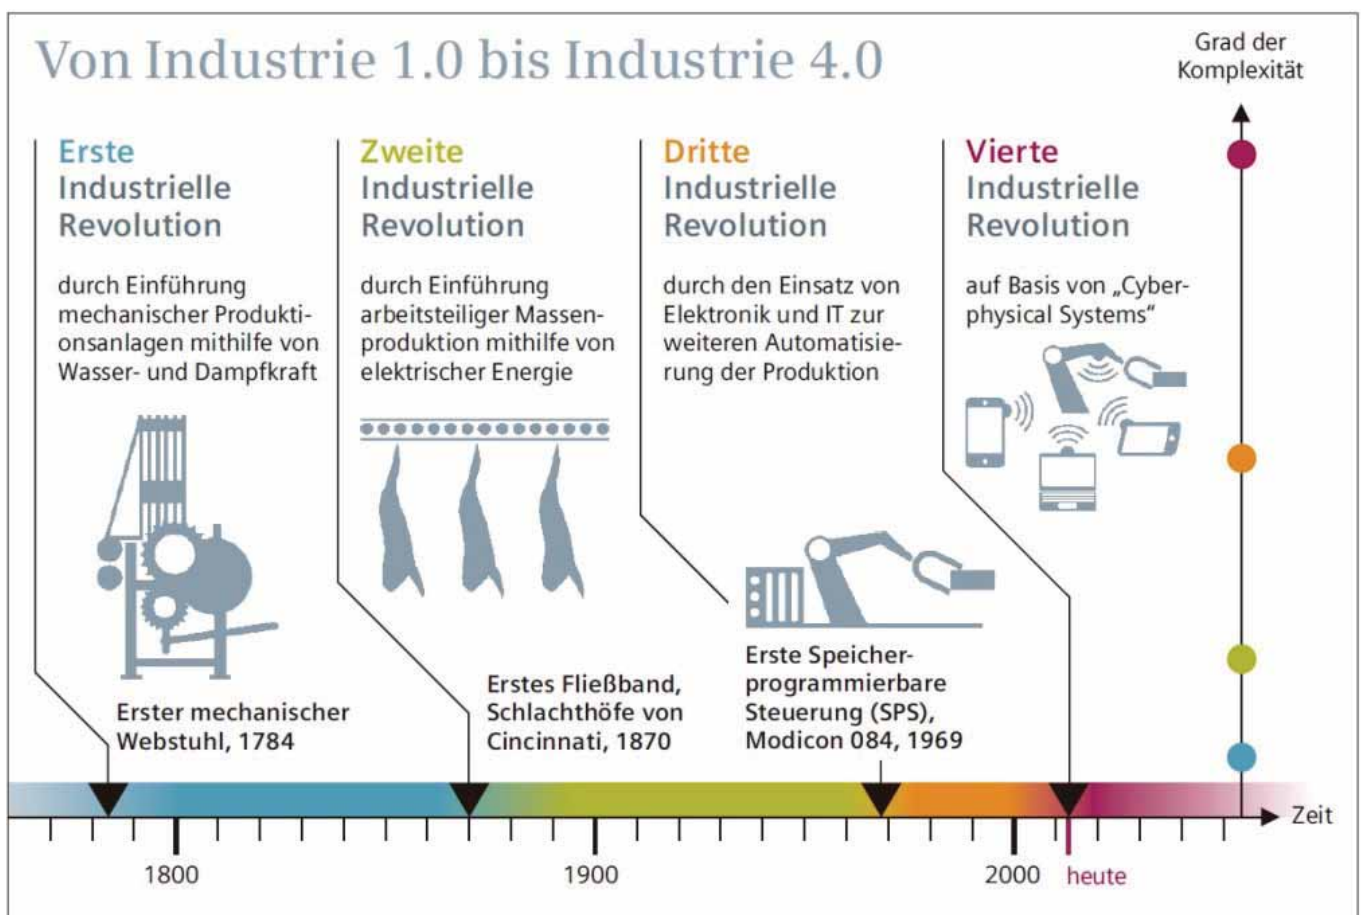 Von Industrie 1.0 bis Industrie 4.0
Grad der
Komplexität
Erste
Industrielle
Revolution
durch Einführung
mechanischer Produkti-
onsanlagen mithilfe von
Wasser- und Dampfkraft
Erster mechanischer
Webstuhl, 1784
Zweite
Industrielle
Revolution
durch Einführung
arbeitsteiliger Massen-
produktion mithilfe von
elektrischer Energie
Erstes Fließband,
Schlachthöfe von
Cincinnati, 1870
Dritte
Industrielle
Revolution
durch den Einsatz von
Elektronik und IT zur
weiteren Automatisie-
rung der Produktion
Erste Speicher-
programmierbare
Steuerung (SPS),
Modicon 084, 1969
Vierte
Industrielle
Revolution
auf Basis von „Cyber-
physical Systems“
Zeit
1800
1900
2000
heute